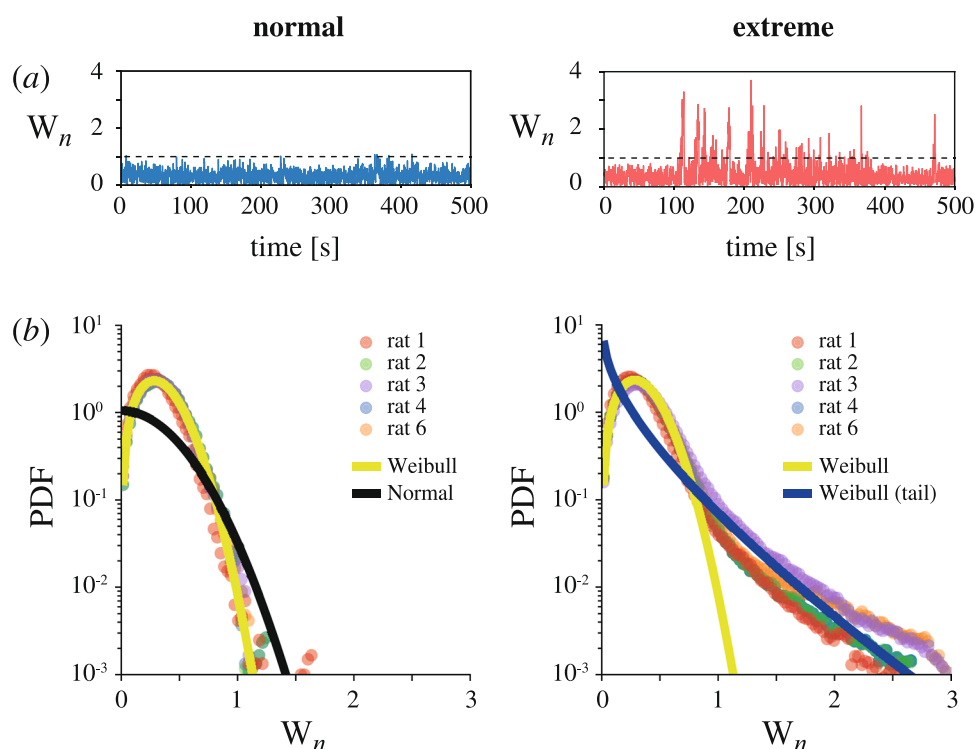 normal
extreme
(a)
4
W_n
2
0
0 100 200 300 400 500
time [s]
4
W_n
2
0
0 100 200 300 400 500
time [s]
(b)
10^1
10^0
10^-1
10^-2
10^-3
PDF
rat 1
rat 2
rat 3
rat 4
rat 6
Weibull
Normal
0 1 2 3
W_n
10^1
10^0
10^-1
10^-2
10^-3
PDF
rat 1
rat 2
rat 3
rat 4
rat 6
Weibull
Weibull (tail)
0 1 2 3
W_n